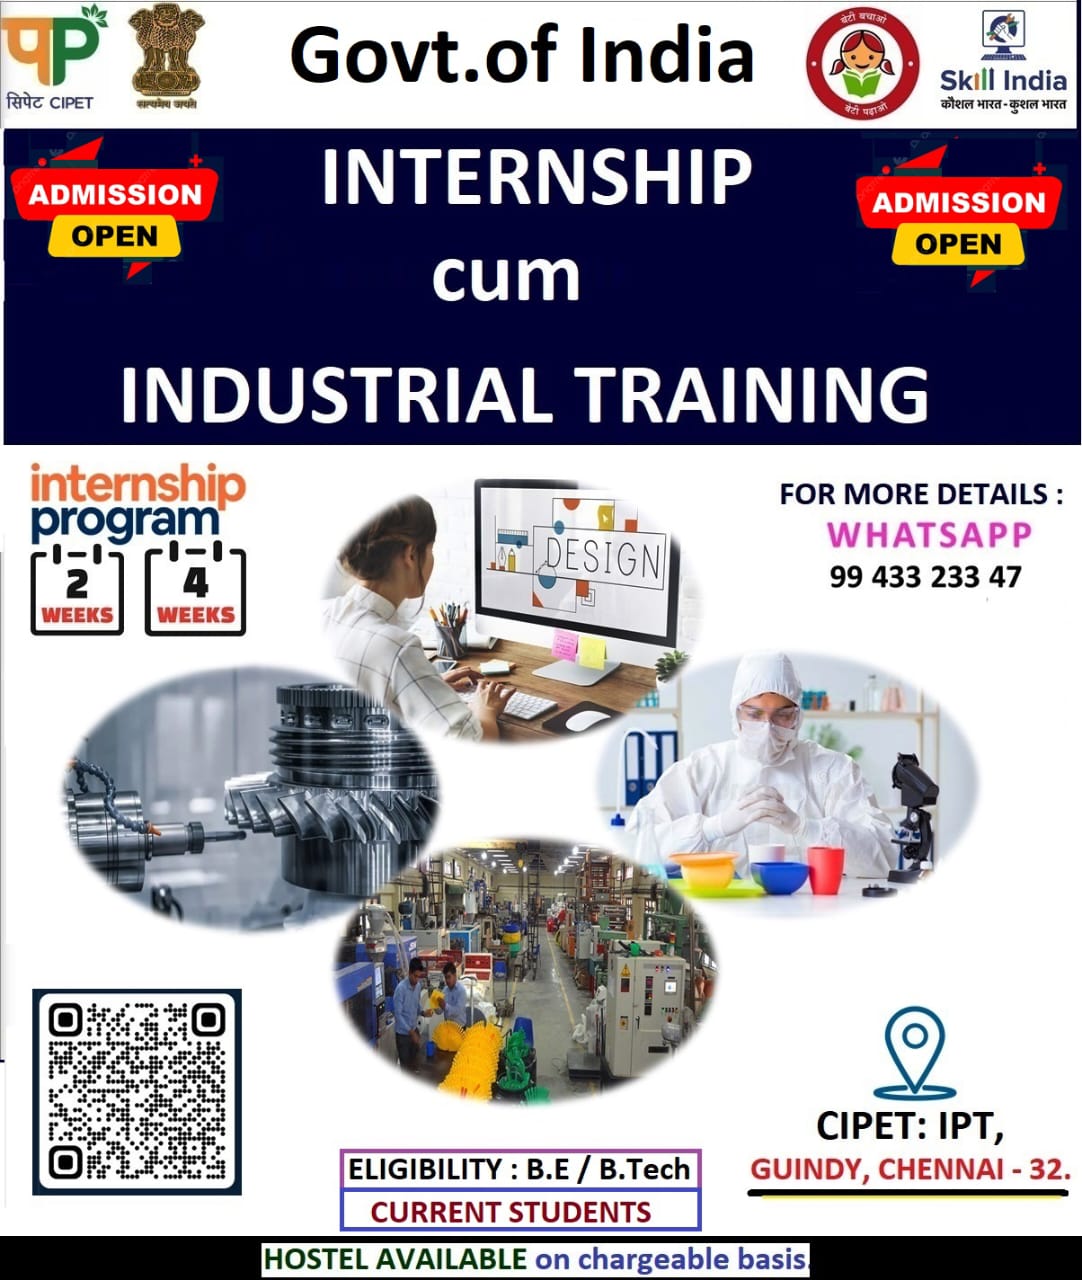 सिपेट CIPET
सत्यमेव जयते
Govt.of India
बेटी बचाओ
बेटी पढ़ाओ
Skill India
कौशल भारत - कुशल भारत
ADMISSION
OPEN
INTERNSHIP
cum
INDUSTRIAL TRAINING
ADMISSION
OPEN
internship
program
2
WEEKS
4
WEEKS
DESIGN
FOR MORE DETAILS :
WHATSAPP
99 433 233 47
CIPET: IPT,
GUINDY, CHENNAI - 32.
ELIGIBILITY : B.E / B.Tech
CURRENT STUDENTS
HOSTEL AVAILABLE on chargeable basis.